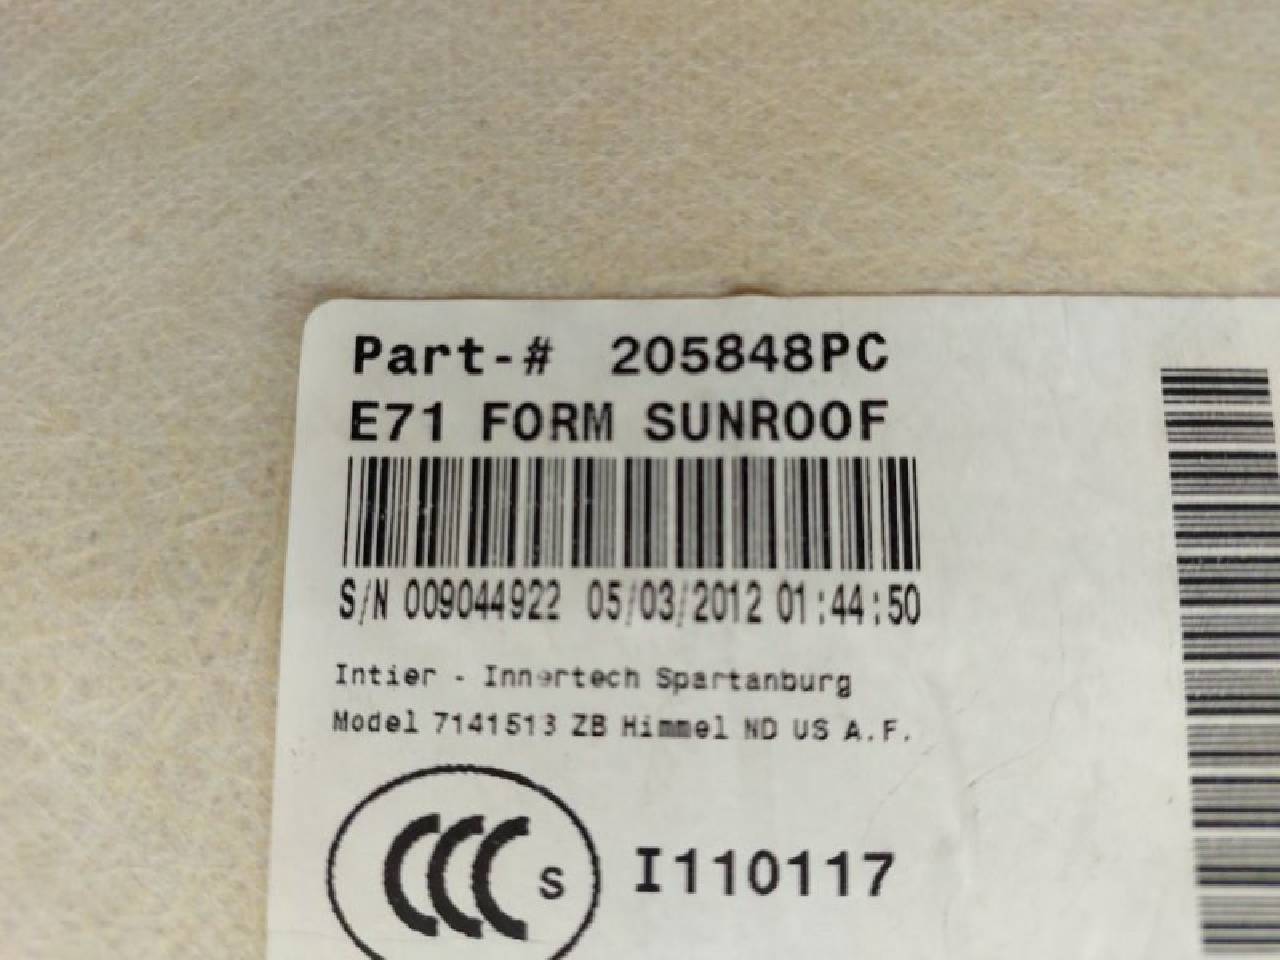 Part-# 205848PC
E71 FORM SUNROOF
S/N 009044922 05/03/2012 01:44:50
Intier - Innertech Spartanburg
Model 7141513 ZB Himmel ND US A.F.
CCC S I110117